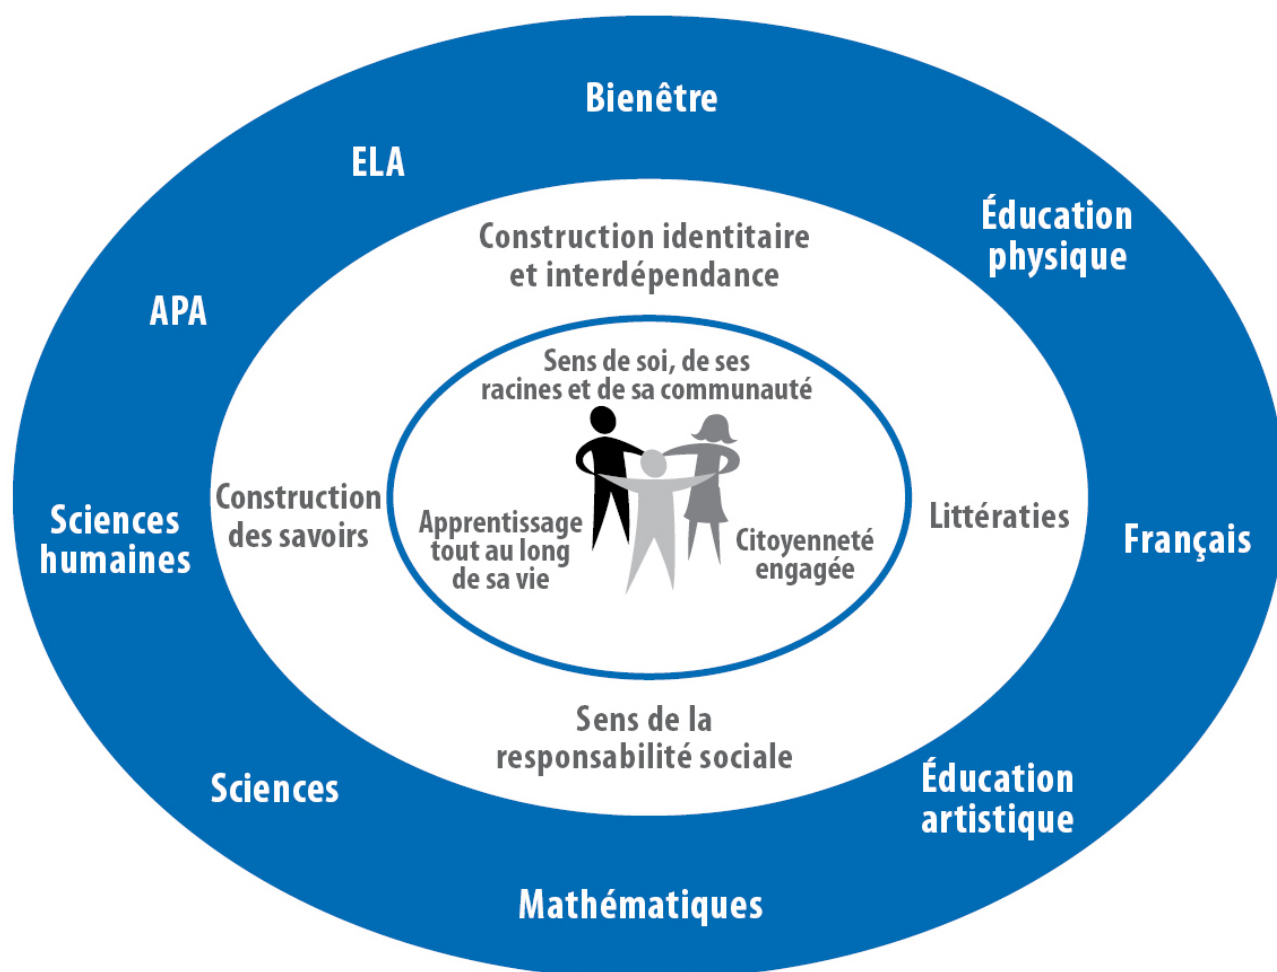 Bienêtre
ELA
Éducation
physique
APA
Construction identitaire
et interdépendance
Sens de soi, de ses
racines et de sa communauté
Sciences
humaines
Construction
des savoirs
Apprentissage
tout au long
de sa vie
Citoyenneté
engagée
Littératies
Français
Sens de la
responsabilité sociale
Sciences
Éducation
artistique
Mathématiques